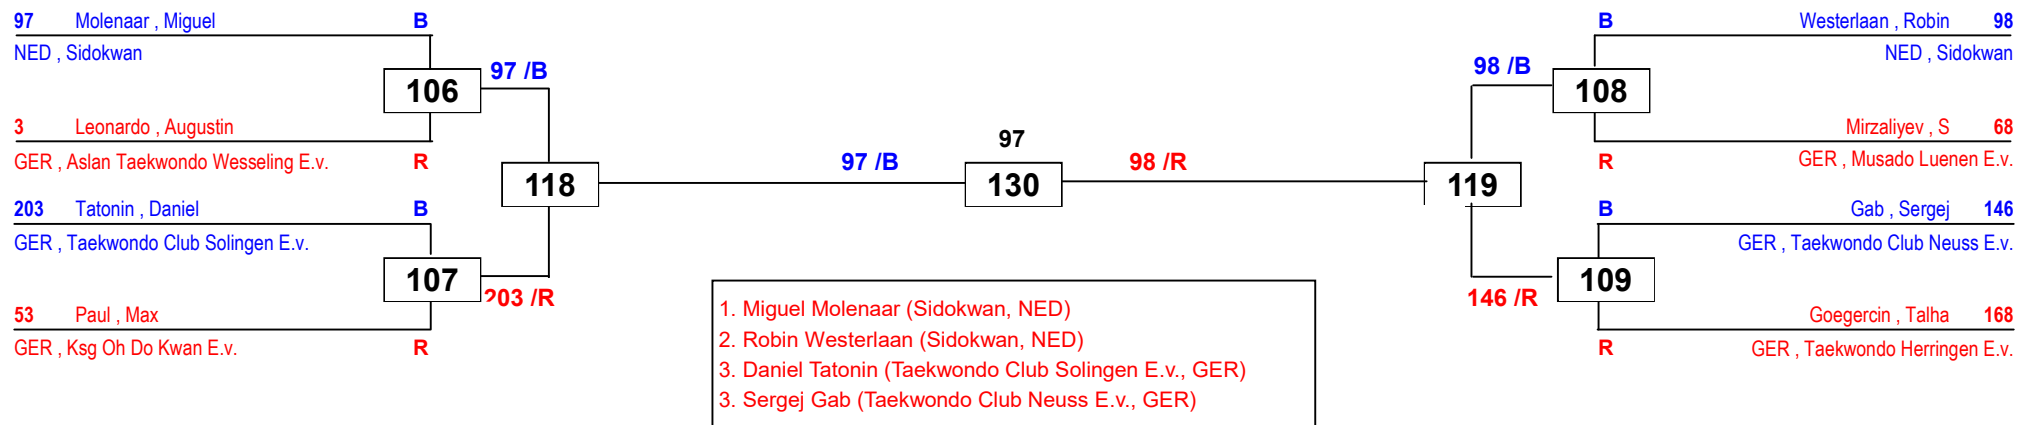 97 Molenaar , Miguel B
NED , Sidokwan
106
97 /B
3 Leonardo , Augustin
GER , Aslan Taekwondo Wesseling E.v. R
118
203 Tatonin , Daniel B
GER , Taekwondo Club Solingen E.v.
107
203 /R
53 Paul , Max
GER , Ksg Oh Do Kwan E.v. R
97 /B
97
130
98 /R
B Westerlaan , Robin 98
NED , Sidokwan
98 /B
108
Mirzaliyev , S 68
R GER , Musado Luenen E.v.
119
B Gab , Sergej 146
GER , Taekwondo Club Neuss E.v.
109
146 /R
Goegercin , Talha 168
R GER , Taekwondo Herringen E.v.
1. Miguel Molenaar (Sidokwan, NED)
2. Robin Westerlaan (Sidokwan, NED)
3. Daniel Tatonin (Taekwondo Club Solingen E.v., GER)
3. Sergej Gab (Taekwondo Club Neuss E.v., GER)